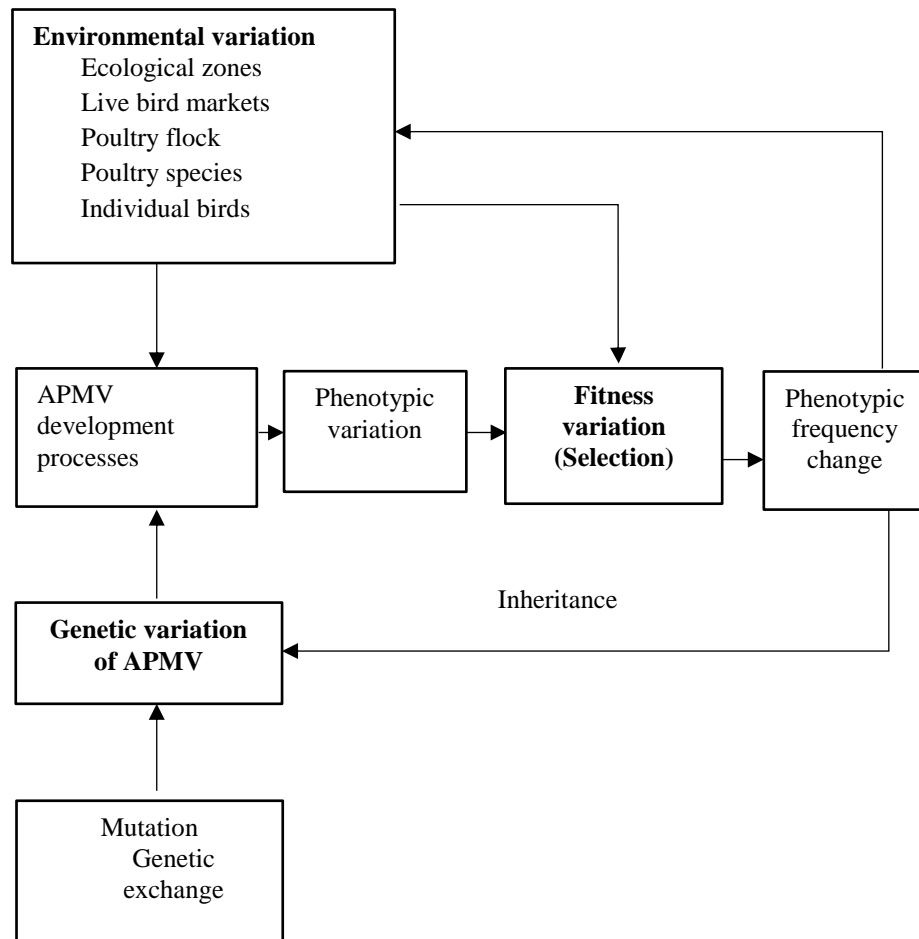 Environmental variation
Ecological zones
Live bird markets
Poultry flock
Poultry species
Individual birds
APMV
development
processes
Phenotypic
variation
Fitness
variation
(Selection)
Phenotypic
frequency
change
Inheritance
Genetic variation
of APMV
Mutation
Genetic
exchange